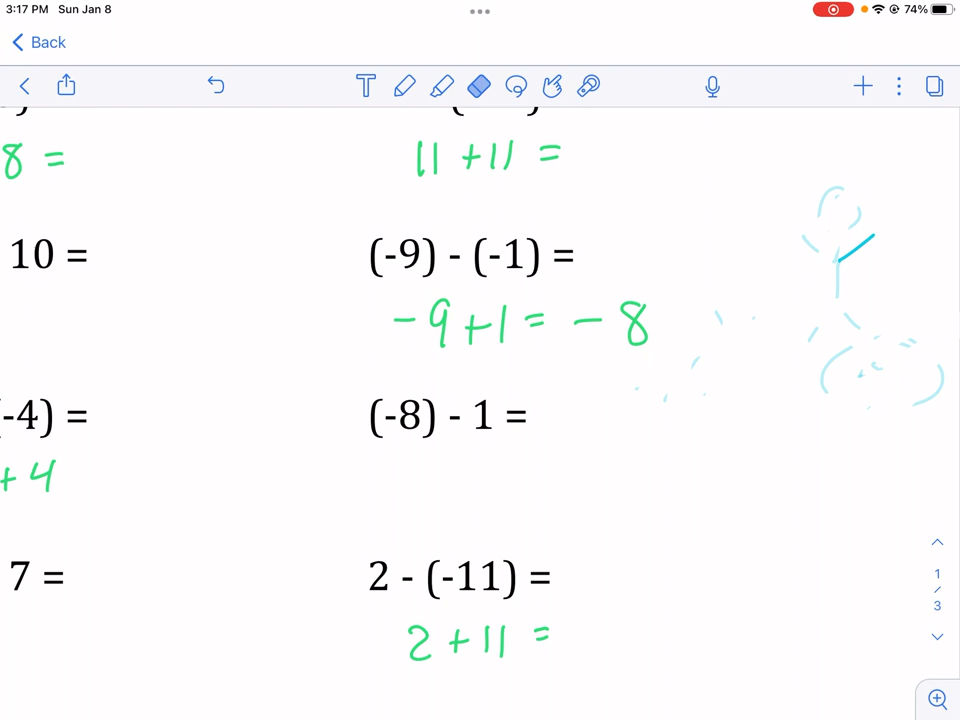 3:17 PM Sun Jan 8
74%
Back
T
8 =
11 + 11 =
10 =
(-9) - (-1) =
-9 + 1 = -8
-4) =
(-8) - 1 =
+ 4
7 =
2 - (-11) =
2 + 11 =
1
/
3